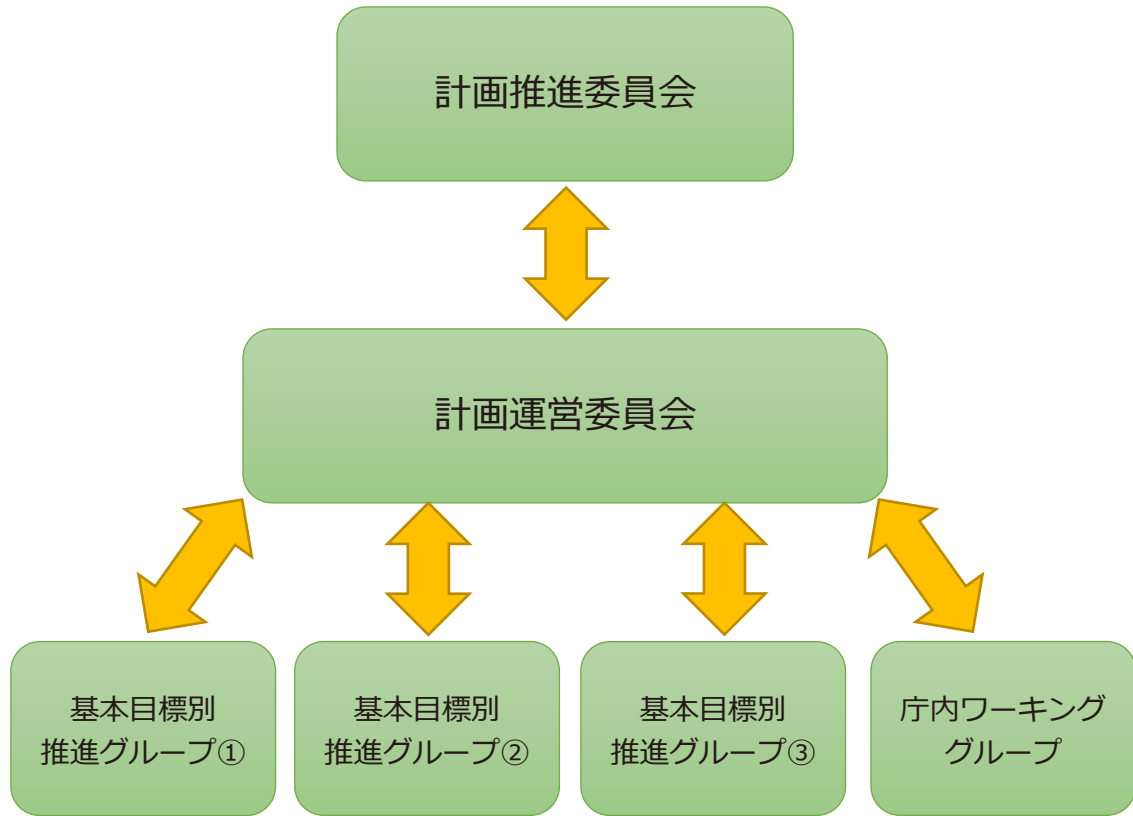 計画推進委員会
計画運営委員会
基本目標別
推進グループ①
基本目標別
推進グループ②
基本目標別
推進グループ③
庁内ワーキング
グループ